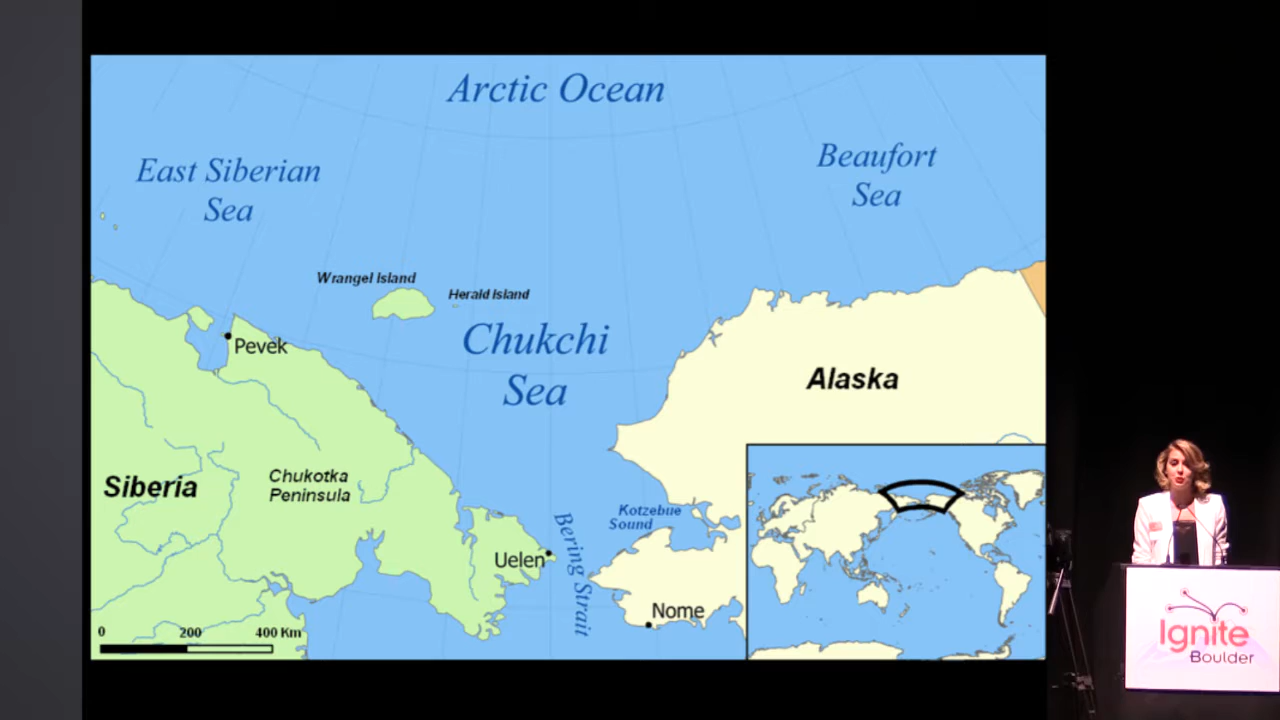 Arctic Ocean
East Siberian
Sea
Beaufort
Sea
Wrangel Island
Herald Island
Chukchi
Sea
Pevek
Alaska
Siberia
Chukotka
Peninsula
Kotzebue
Sound
Bering Strait
Uelen
Nome
0 200 400 Km
Ignite
Boulder